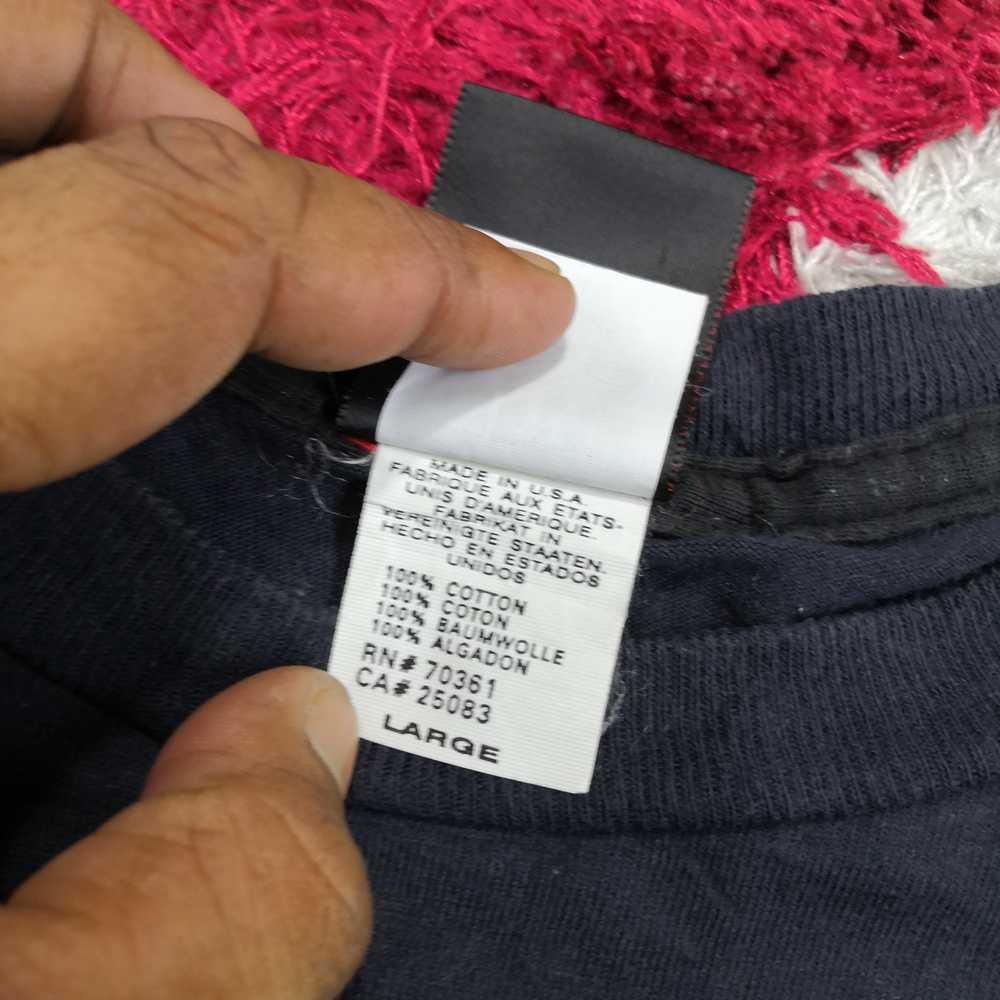 MADE IN U.S.A
FABRIQUE AUX ETATS-
UNIS D'AMERIQUE.
FABRIKAT IN
VEREINIGTE STAATEN.
HECHO EN ESTADOS
UNIDOS
100% COTTON
100% COTON
100% BAUMWOLLE
100% ALGADON
RN# 70361
CA# 25083
LARGE